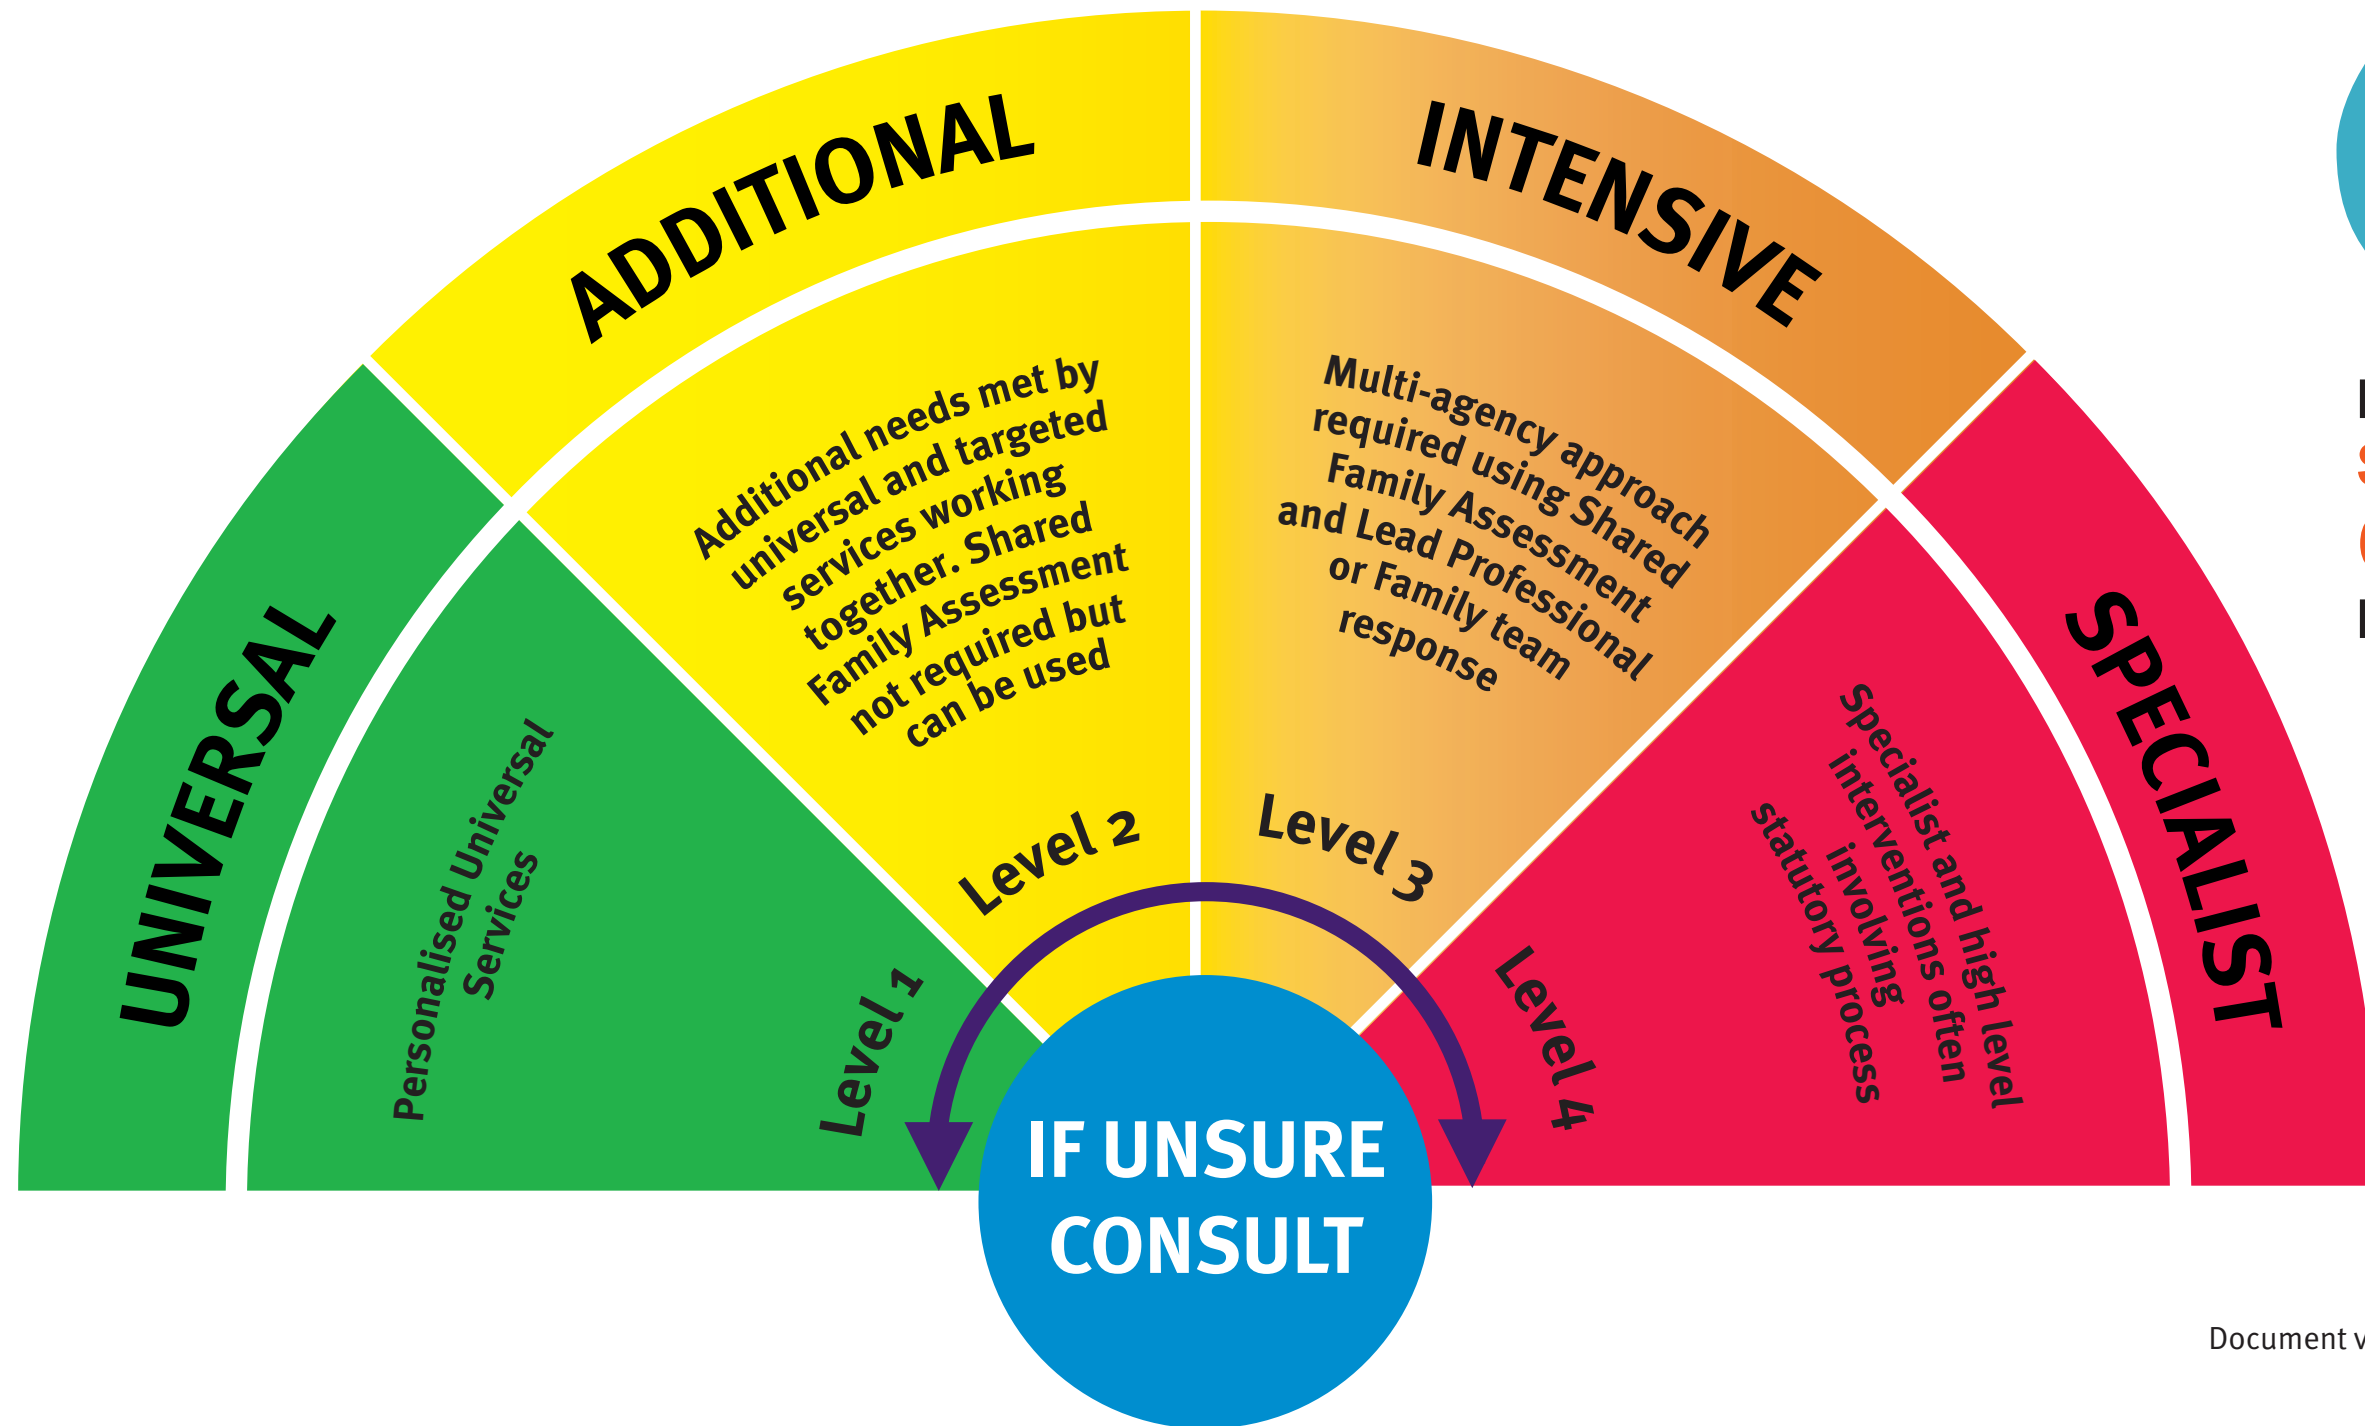 UNIVERSAL
Personalised Universal
Services
Level 1
ADDITIONAL
Additional needs met by
universal and targeted
services working
together. Shared
Family Assessment
not required but
can be used
Level 2
INTENSIVE
Multi-agency approach
required using Shared
Family Assessment
and Lead Professional
or Family team
response
Level 3
SPECIALIST
Specialist and high level
interventions often
involving
statutory process
Level 4
IF UNSURE
CONSULT
Document